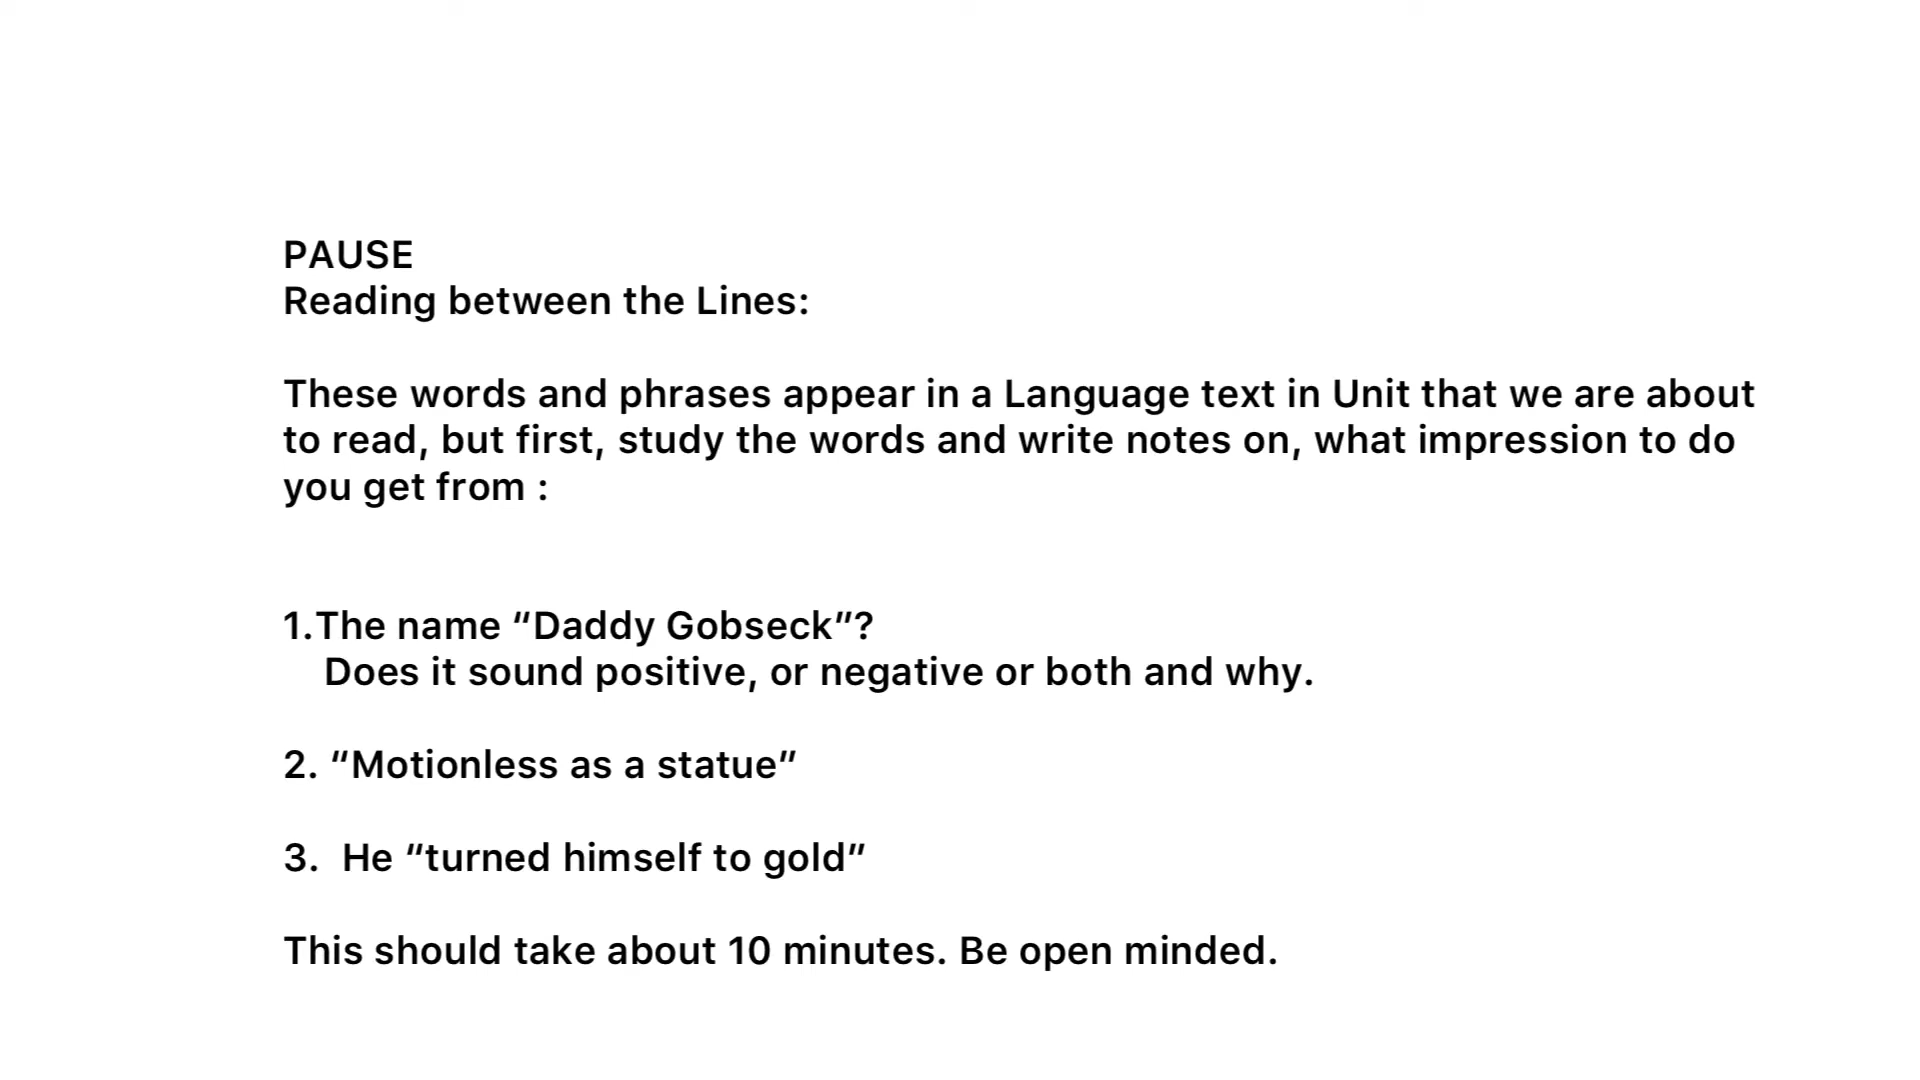 PAUSE
Reading between the Lines:
These words and phrases appear in a Language text in Unit that we are about
to read, but first, study the words and write notes on, what impression to do
you get from :
1.The name “Daddy Gobseck”?
Does it sound positive, or negative or both and why.
2. “Motionless as a statue”
3.  He “turned himself to gold”
This should take about 10 minutes. Be open minded.